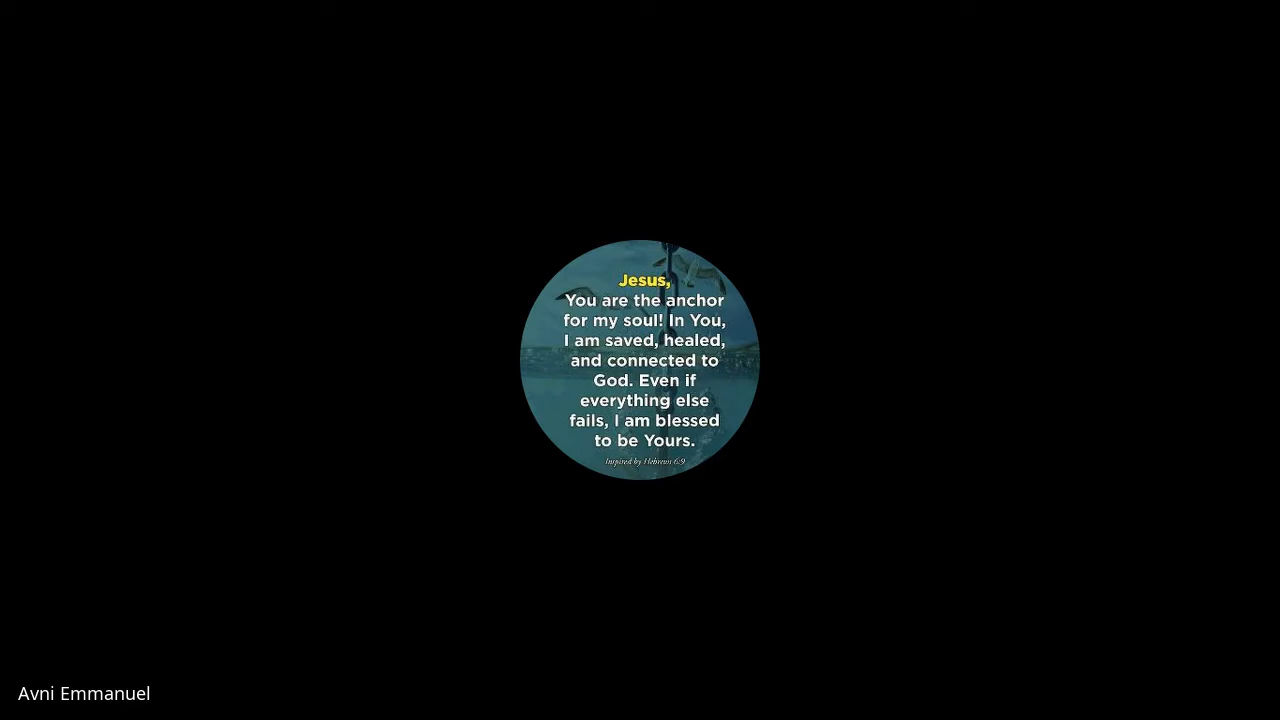 Jesus,
You are the anchor
for my soul! In You,
I am saved, healed,
and connected to
God. Even if
everything else
fails, I am blessed
to be Yours.
Inspired by Hebrews 6:9
Avni Emmanuel